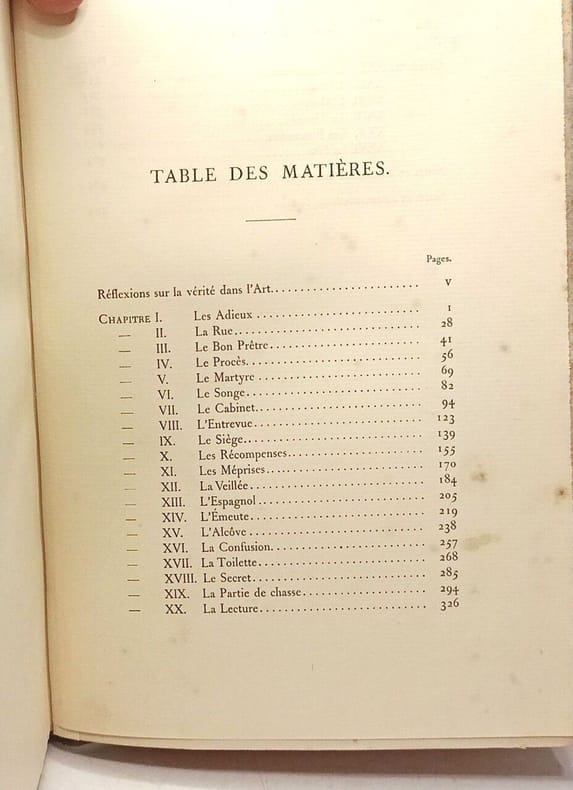 TABLE DES MATIÈRES.
Pages.
Réflexions sur la vérité dans l'Art. V
CHAPITRE I. Les Adieux 1
— II. La Rue 28
— III. Le Bon Prêtre 41
— IV. Le Procès 56
— V. Le Martyre 69
— VI. Le Songe 82
— VII. Le Cabinet 94
— VIII. L'Entrevue 123
— IX. Le Siège 139
— X. Les Récompenses 155
— XI. Les Méprises 170
— XII. La Veillée 184
— XIII. L'Espagnol 205
— XIV. L'Émeute 219
— XV. L'Alcôve 238
— XVI. La Confusion 257
— XVII. La Toilette 268
— XVIII. Le Secret 285
— XIX. La Partie de chasse 294
— XX. La Lecture 326